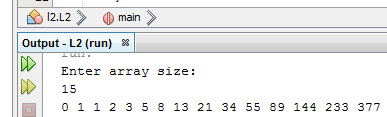 l2.L2 main
Output - L2 (run)
run:
Enter array size:
15
0 1 1 2 3 5 8 13 21 34 55 89 144 233 377